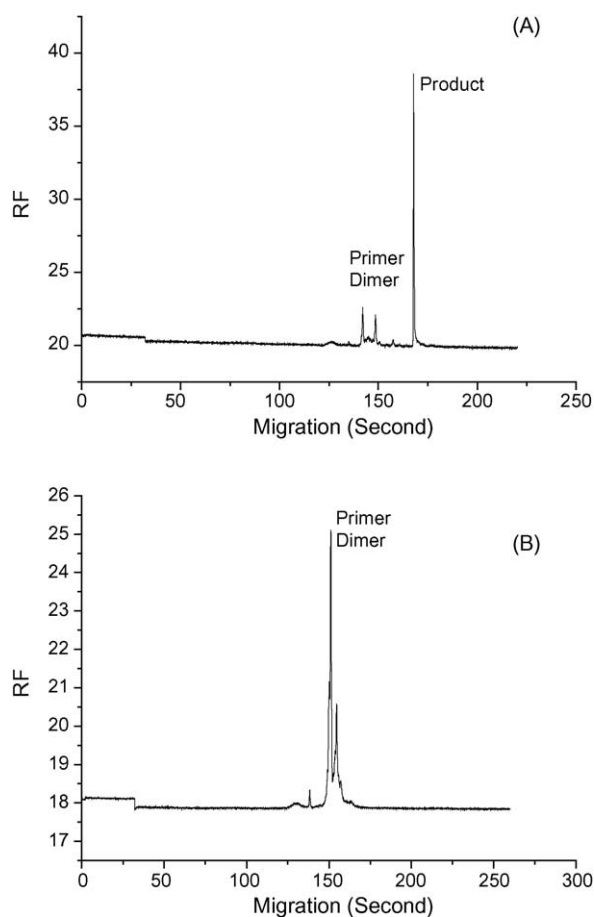 (A)
40
35
30
25
20
RF
Product
Primer
Dimer
0 50 100 150 200 250
Migration (Second)
26
25
24
23
22
21
20
19
18
17
RF
Primer
Dimer
(B)
0 50 100 150 200 250 300
Migration (Second)